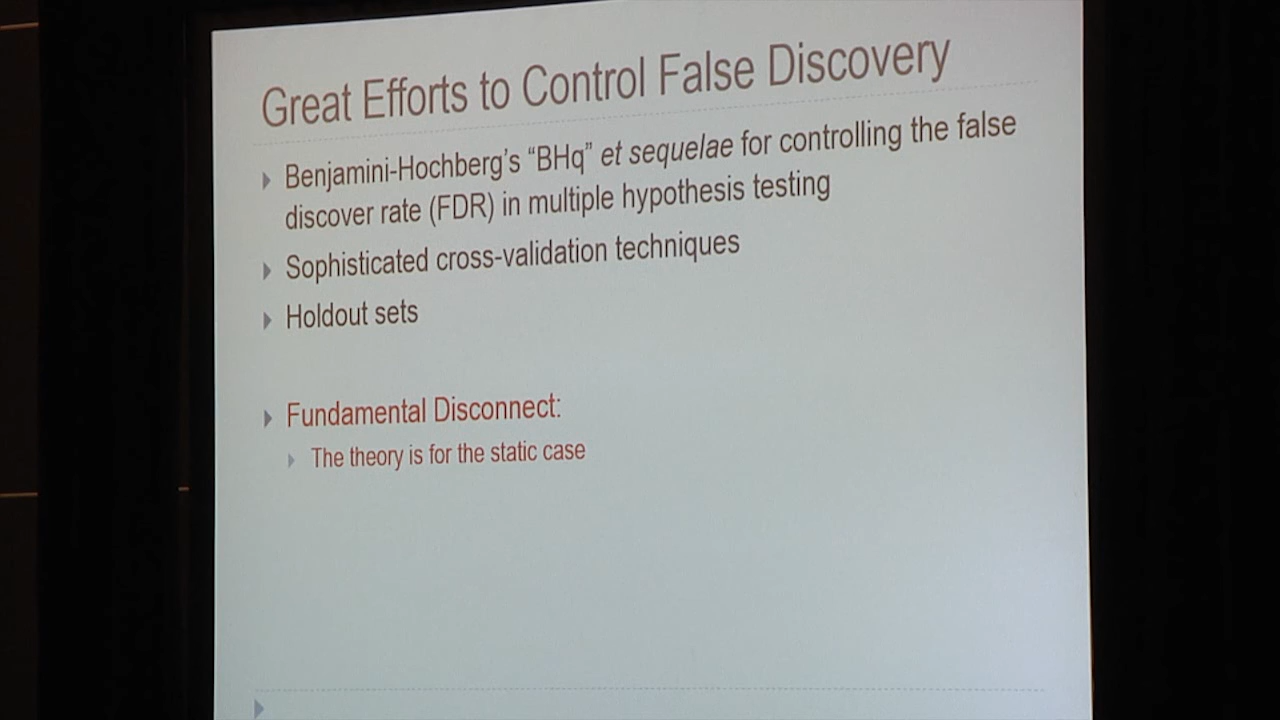 Great Efforts to Control False Discovery
Benjamini-Hochberg's “BHq” et sequelae for controlling the false
discover rate (FDR) in multiple hypothesis testing
Sophisticated cross-validation techniques
Holdout sets
Fundamental Disconnect:
The theory is for the static case